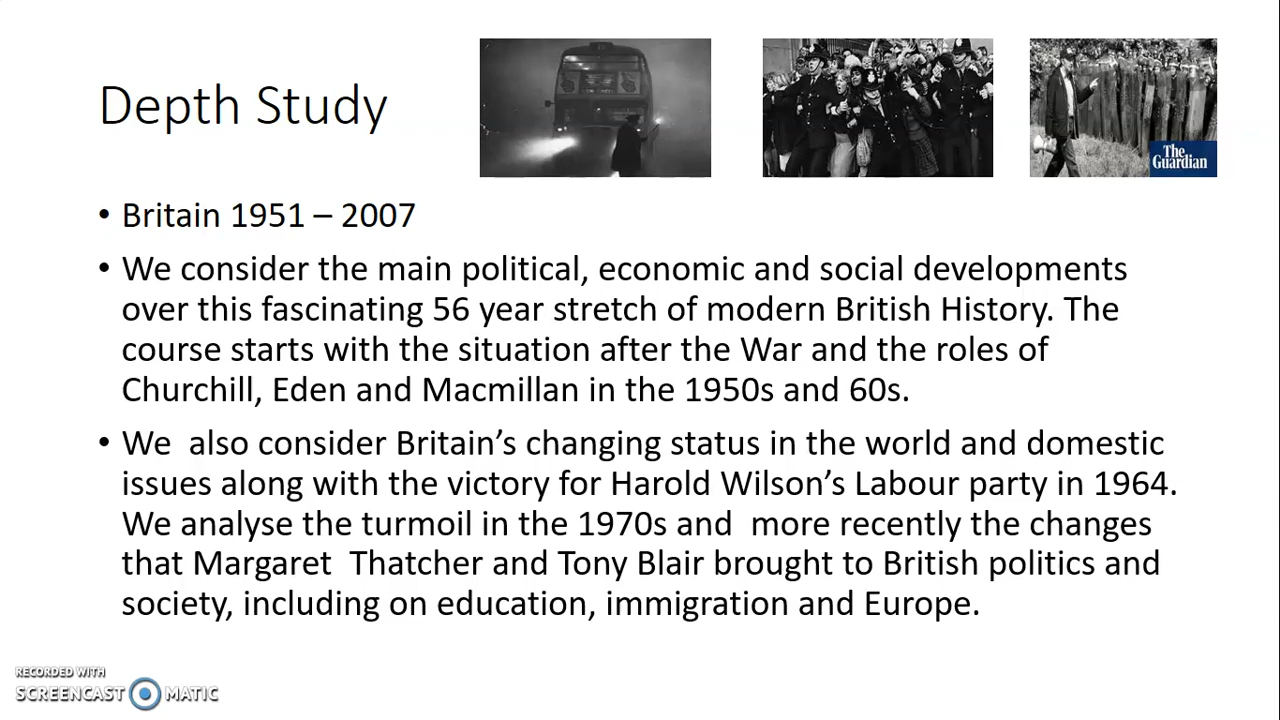 Depth Study
The
Guardian
• Britain 1951 – 2007
• We consider the main political, economic and social developments
over this fascinating 56 year stretch of modern British History. The
course starts with the situation after the War and the roles of
Churchill, Eden and Macmillan in the 1950s and 60s.
• We  also consider Britain’s changing status in the world and domestic
issues along with the victory for Harold Wilson’s Labour party in 1964.
We analyse the turmoil in the 1970s and  more recently the changes
that Margaret  Thatcher and Tony Blair brought to British politics and
society, including on education, immigration and Europe.
RECORDED WITH
SCREENCAST MATIC